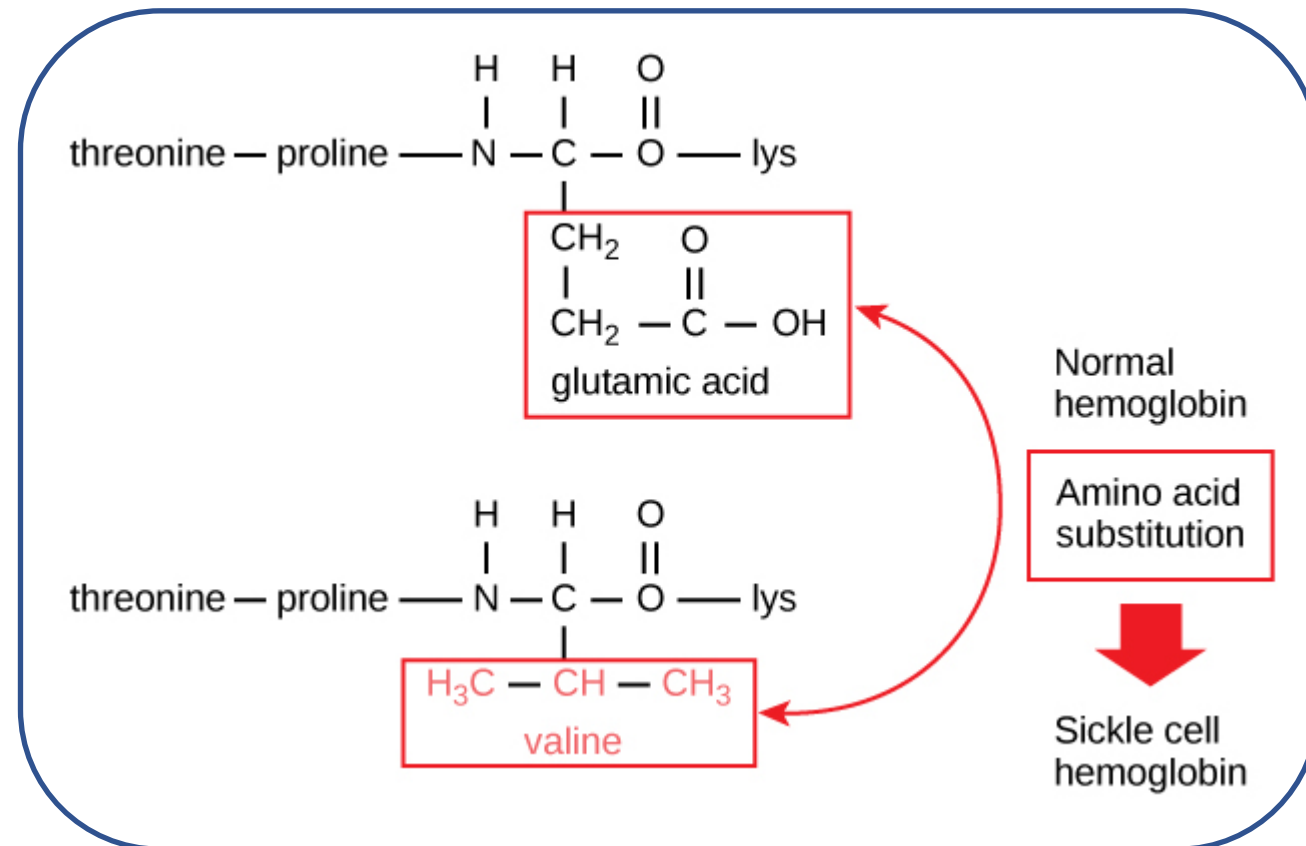 H H O
threonine — proline — N — C — O — lys
CH₂ O
CH₂ — C — OH
glutamic acid
Normal
hemoglobin
Amino acid
substitution
H H O
threonine — proline — N — C — O — lys
H₃C — CH — CH₃
valine
Sickle cell
hemoglobin